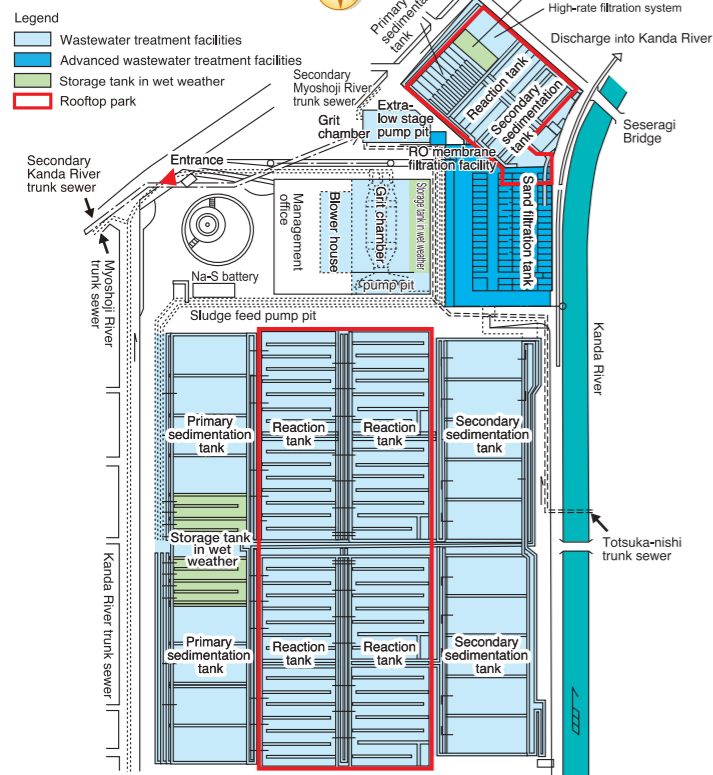 Legend
Wastewater treatment facilities
Advanced wastewater treatment facilities
Storage tank in wet weather
Rooftop park
High-rate filtration system
Discharge into Kanda River
Primary
sedimentation
tank
Reaction tank
Secondary
sedimentation
tank
Seseragi
Bridge
Secondary
Myoshoji River
trunk sewer
Grit
chamber
Extra-
low stage
pump pit
RO membrane
filtration facility
Sand filtration tank
Secondary
Kanda River
trunk sewer
Entrance
Myoshoji River
trunk sewer
Management
office
Blower house
Grit chamber
Storage tank in wet weather
pump pit
Na-S battery
Sludge feed pump pit
Kanda River
Primary
sedimentation
tank
Reaction
tank
Reaction
tank
Secondary
sedimentation
tank
Storage tank
in wet
weather
Totsuka-nishi
trunk sewer
Kanda River trunk sewer
Primary
sedimentation
tank
Reaction
tank
Reaction
tank
Secondary
sedimentation
tank